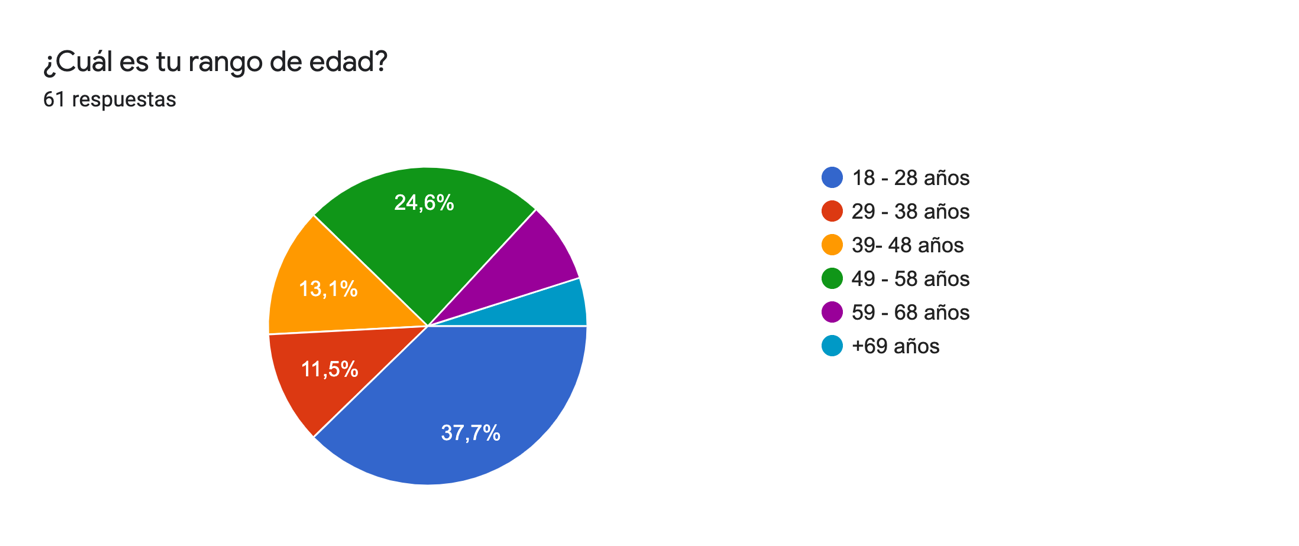 ¿Cuál es tu rango de edad?
61 respuestas
24,6%
13,1%
11,5%
37,7%
18 - 28 años
29 - 38 años
39- 48 años
49 - 58 años
59 - 68 años
+69 años